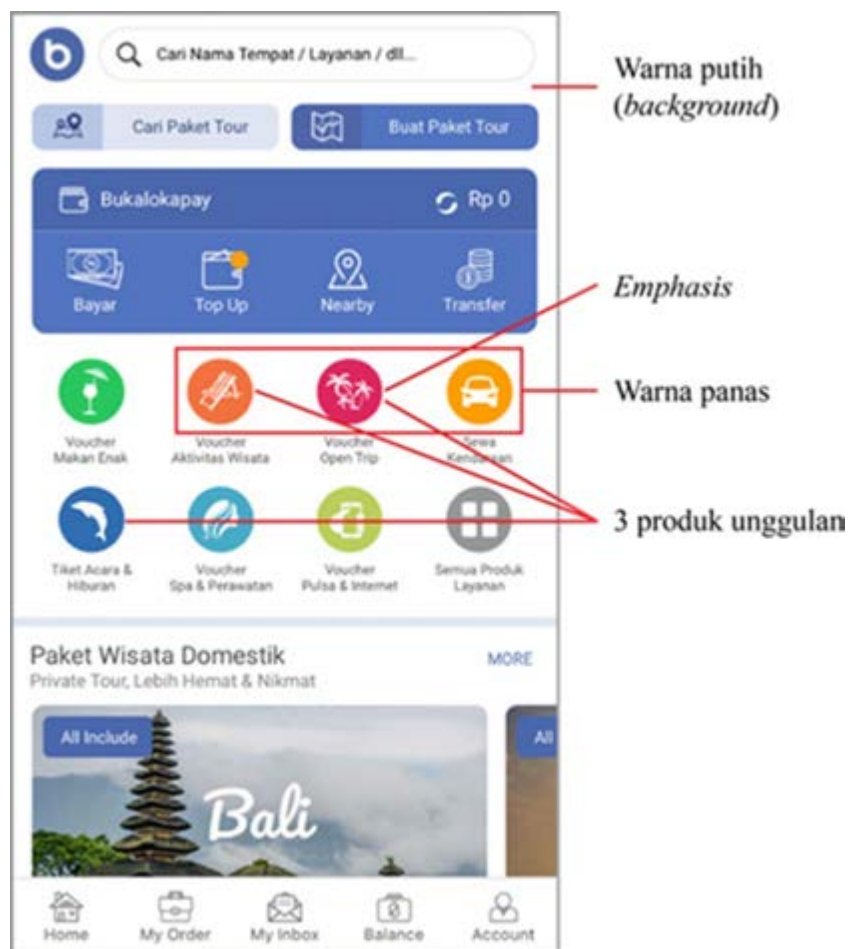 b
Cari Nama Tempat / Layanan / dll...
Cari Paket Tour
Buat Paket Tour
Bukalokapay
Rp 0
Bayar
Top Up
Nearby
Transfer
Voucher
Makan Enak
Voucher
Aktivitas Wisata
Voucher
Open Trip
Sewa
Kendaraan
Tiket Acara &
Hiburan
Voucher
Spa & Perawatan
Voucher
Pulsa & Internet
Semua Produk
Layanan
Paket Wisata Domestik
MORE
Private Tour, Lebih Hemat & Nikmat
All Include
All
Bali
Home
My Order
My Inbox
Balance
Account
Warna putih
(background)
Emphasis
Warna panas
3 produk unggulan